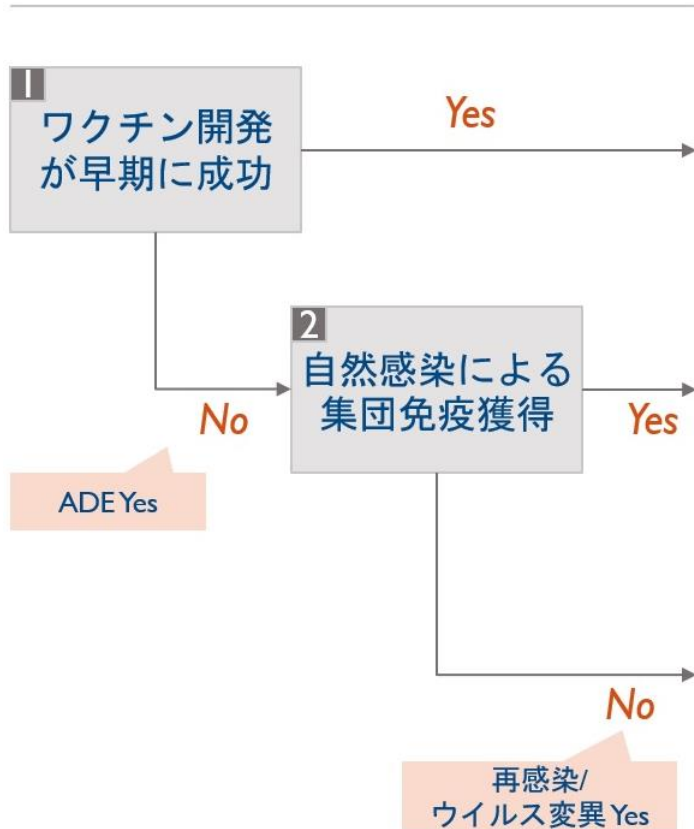 1
ワクチン開発
が早期に成功
Yes
2
自然感染による
集団免疫獲得
No
Yes
ADE Yes
No
再感染/
ウイルス変異 Yes